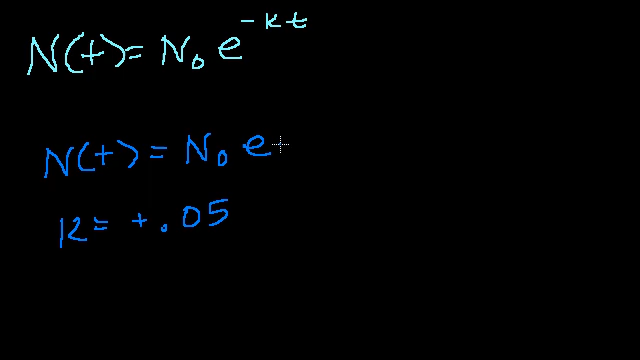 N(t) = N₀ e^{-kt}
N(t) = N₀ e
k = + .05